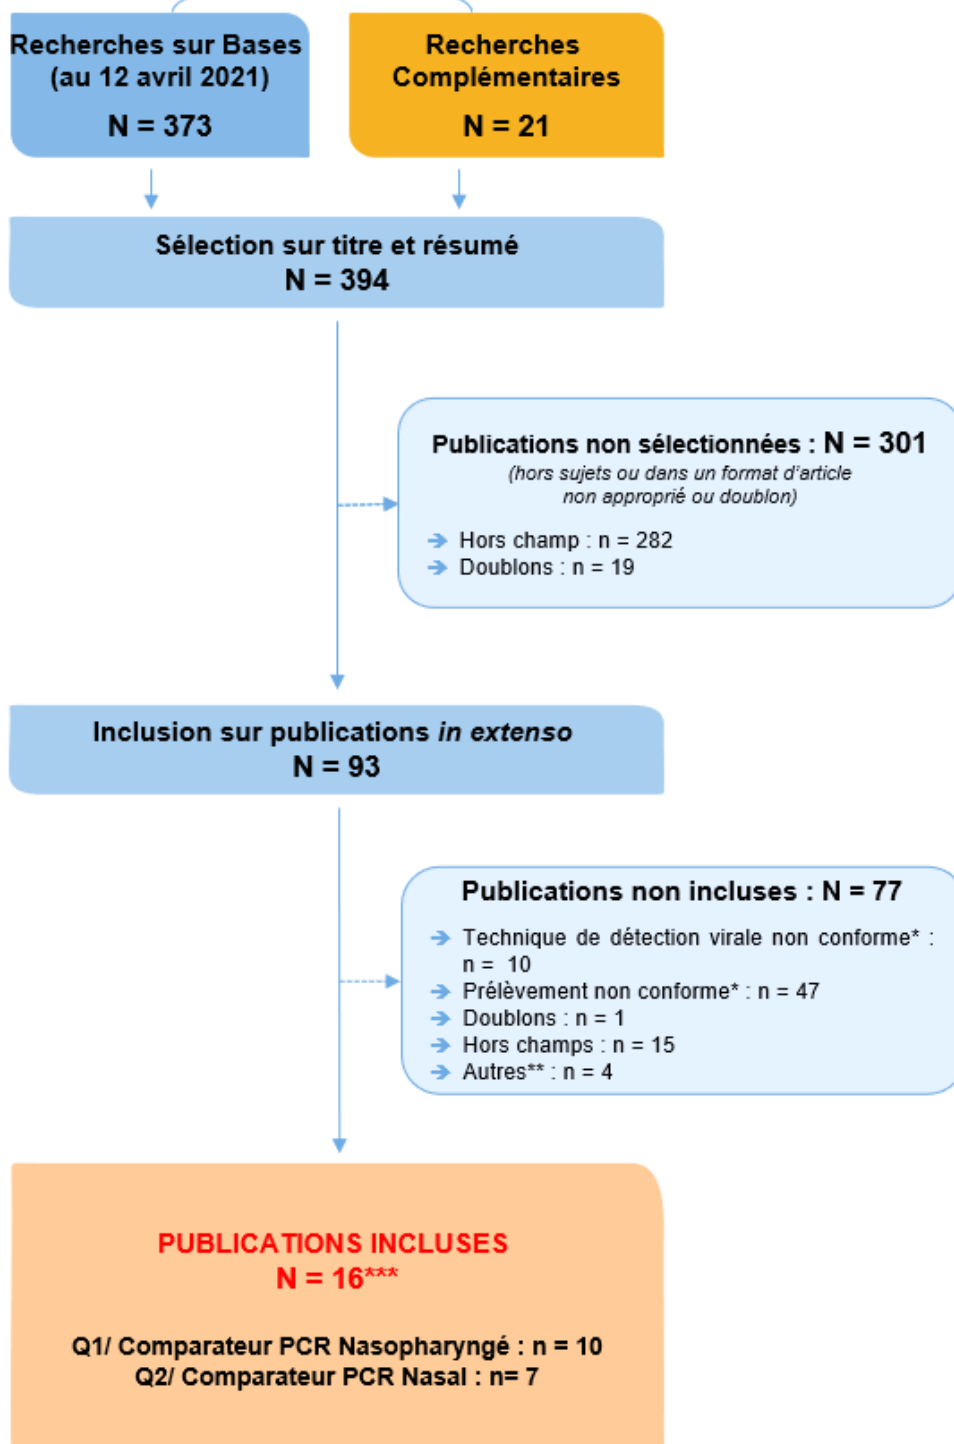 Recherches sur Bases
(au 12 avril 2021)
N = 373
Recherches
Complémentaires
N = 21
Sélection sur titre et résumé
N = 394
Publications non sélectionnées : N = 301
(hors sujets ou dans un format d'article
non approprié ou doublon)
➔ Hors champ : n = 282
➔ Doublons : n = 19
Inclusion sur publications in extenso
N = 93
Publications non incluses : N = 77
➔ Technique de détection virale non conforme* :
n = 10
➔ Prélèvement non conforme* : n = 47
➔ Doublons : n = 1
➔ Hors champs : n = 15
➔ Autres** : n = 4
PUBLICATIONS INCLUSES
N = 16***
Q1/ Comparateur PCR Nasopharyngé : n = 10
Q2/ Comparateur PCR Nasal : n= 7